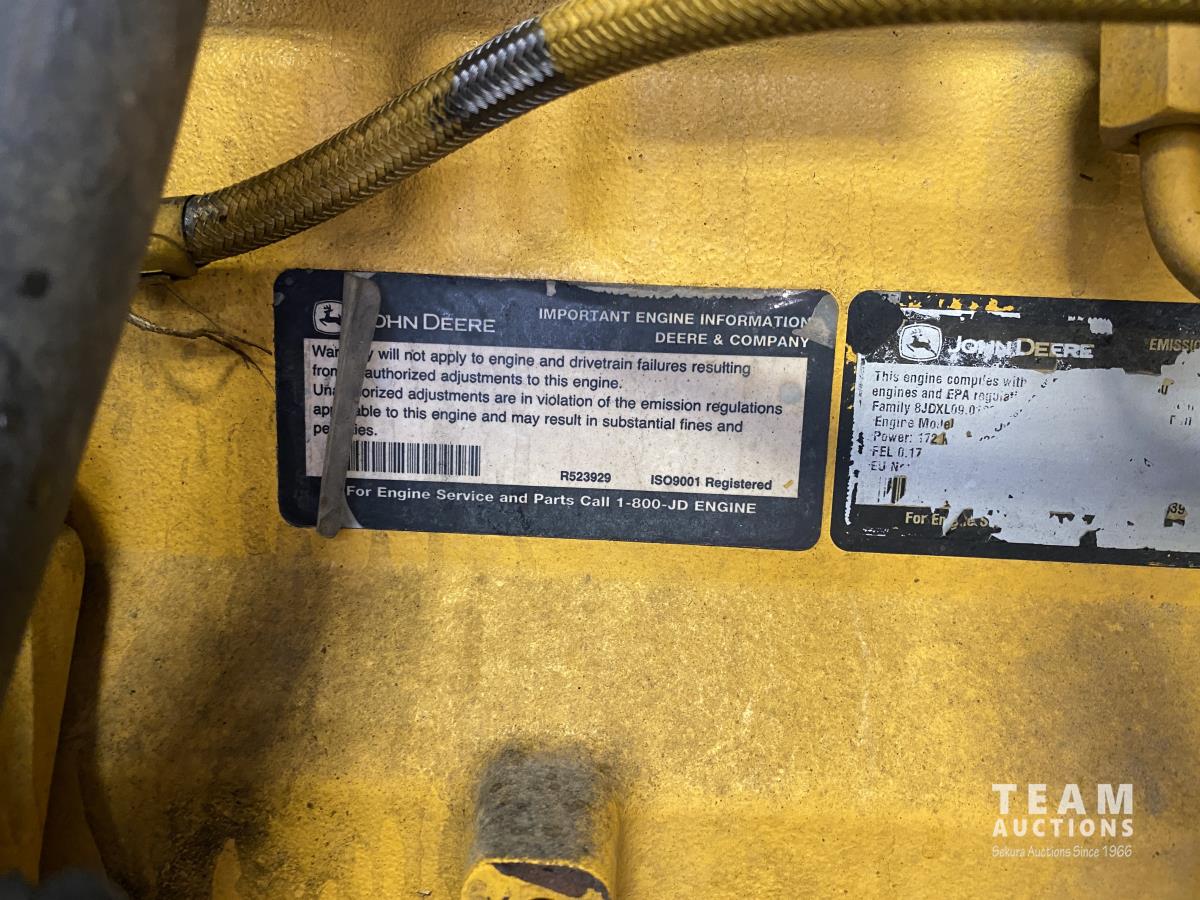 JOHN DEERE
IMPORTANT ENGINE INFORMATION
DEERE & COMPANY
will not apply to engine and drivetrain failures resulting
authorized adjustments to this engine.
adjustments are in violation of the emission regulations
to this engine and may result in substantial fines and
R523929 ISO9001 Registered
For Engine Service and Parts Call 1-800-JD ENGINE
JOHN DEERE
This engine complies with
engines and EPA
Family
Engine Model
Power: 172
FEL 0.17
EU
For
39
TEAM
AUCTIONS
Sekura Auctions Since 1966